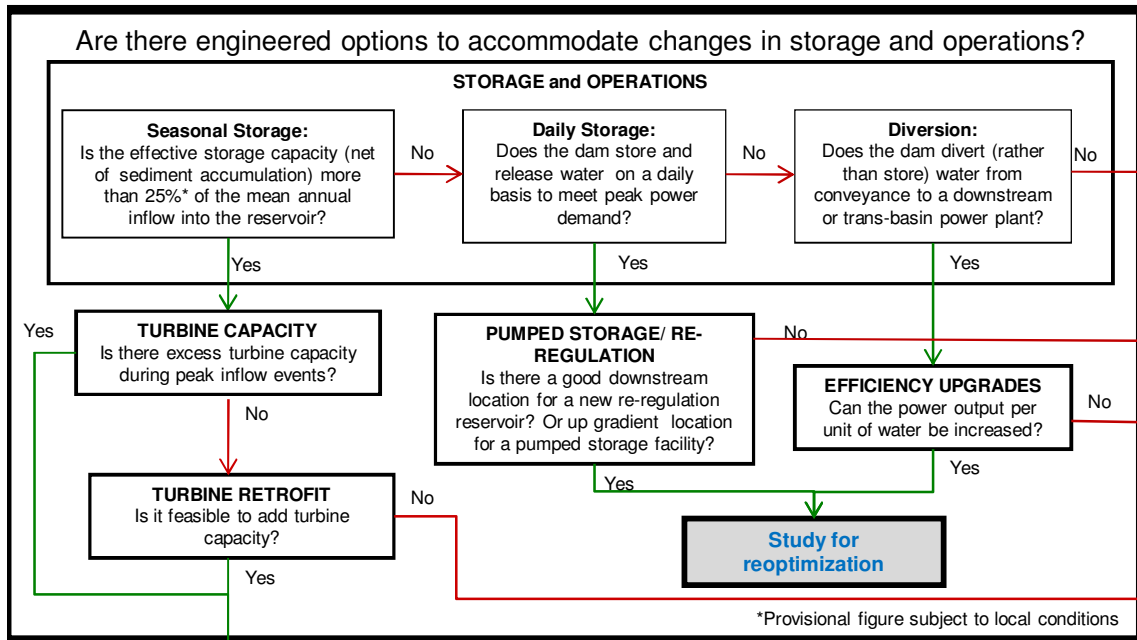 Are there engineered options to accommodate changes in storage and operations?
STORAGE and OPERATIONS
Seasonal Storage:
Is the effective storage capacity (net
of sediment accumulation) more
than 25%* of the mean annual
inflow into the reservoir?
No
Daily Storage:
Does the dam store and
release water on a daily
basis to meet peak power
demand?
No
Diversion:
Does the dam divert (rather
than store) water from
conveyance to a downstream
or trans-basin power plant?
No
Yes
Yes
Yes
Yes
TURBINE CAPACITY
Is there excess turbine capacity
during peak inflow events?
No
PUMPED STORAGE/ RE-
REGULATION
Is there a good downstream
location for a new re-regulation
reservoir? Or up gradient location
for a pumped storage facility?
No
EFFICIENCY UPGRADES
Can the power output per
unit of water be increased?
No
Yes
Yes
TURBINE RETROFIT
Is it feasible to add turbine
capacity?
No
Yes
Study for
reoptimization
*Provisional figure subject to local conditions